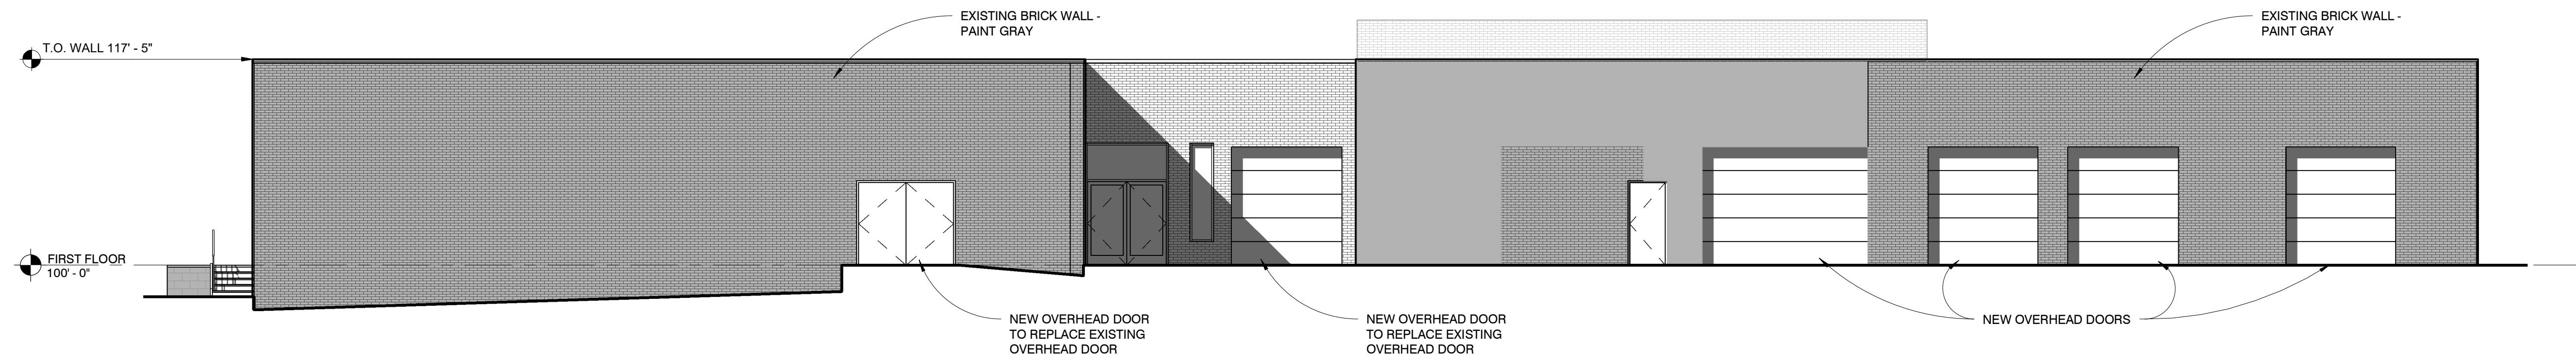 EXISTING BRICK WALL -
PAINT GRAY
EXISTING BRICK WALL -
PAINT GRAY
T.O. WALL 117' - 5"
FIRST FLOOR
100' - 0"
NEW OVERHEAD DOOR
TO REPLACE EXISTING
OVERHEAD DOOR
NEW OVERHEAD DOOR
TO REPLACE EXISTING
OVERHEAD DOOR
NEW OVERHEAD DOORS